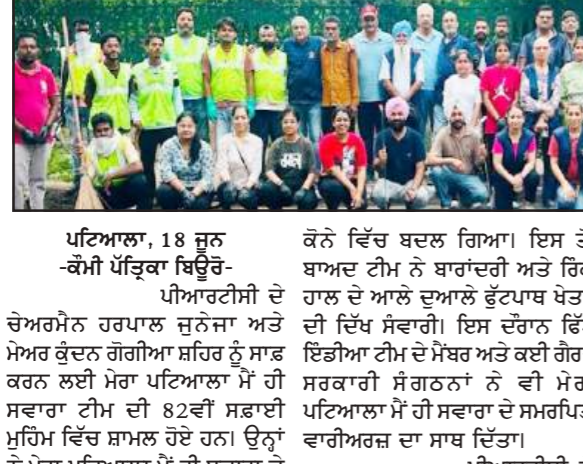 ਪਟਿਆਲਾ, 18 ਜੂਨ
-ਕੌਮੀ ਪੱਤ੍ਰਿਕਾ ਬਿਊਰੋ-
ਪੀਆਰਟੀਸੀ ਦੇ
ਚੇਅਰਮੈਨ ਹਰਪਾਲ ਜੁਨੇਜਾ ਅਤੇ
ਮੇਅਰ ਕੁੰਦਨ ਗੋਗੀਆ ਸ਼ਹਿਰ ਨੂੰ ਸਾਫ਼
ਕਰਨ ਲਈ ਮੇਰਾ ਪਟਿਆਲਾ ਮੈਂ ਹੀ
ਸਵਾਰਾ ਟੀਮ ਦੀ 82ਵੀਂ ਸਫ਼ਾਈ
ਮੁਹਿੰਮ ਵਿੱਚ ਸ਼ਾਮਲ ਹੋਏ ਹਨ। ਉਨ੍ਹਾਂ
ਕੋਨੇ ਵਿੱਚ ਬਦਲ ਗਿਆ। ਇਸ
ਬਾਅਦ ਟੀਮ ਨੇ ਬਾਰਾਂਦਰੀ ਅਤੇ
ਹਾਲ ਦੇ ਆਲੇ ਦੁਆਲੇ ਫੁੱਟਪਾਥ
ਦੀ ਦਿੱਖ ਸੰਵਾਰੀ। ਇਸ ਦੌਰਾਨ
ਇੰਡੀਆ ਟੀਮ ਦੇ ਮੈਂਬਰ ਅਤੇ ਕਈ ਗੈਰ
ਸਰਕਾਰੀ ਸੰਗਠਨਾਂ ਨੇ ਵੀ
ਪਟਿਆਲਾ ਮੈਂ ਹੀ ਸਵਾਰਾ ਦੇ
ਵਾਰੀਅਰਜ਼ ਦਾ ਸਾਥ ਦਿੱਤਾ।